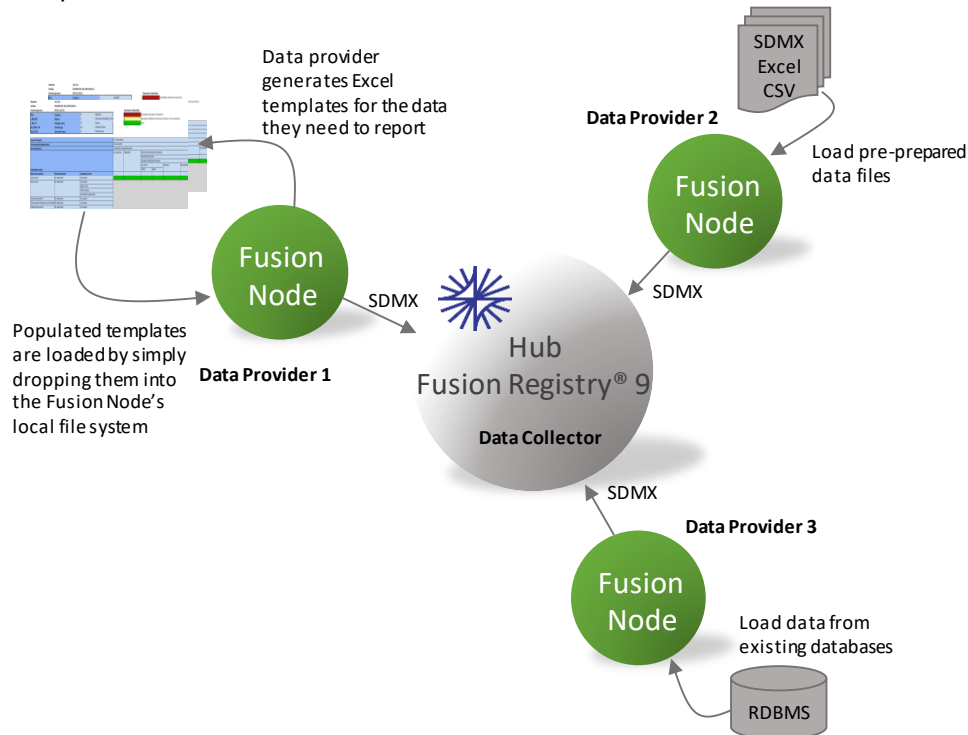 Data provider
generates Excel
templates for the data
they need to report
SDMX
Excel
CSV
Data Provider 2
Load pre-prepared
data files
Fusion
Node
SDMX
Fusion
Node
SDMX
Populated templates
are loaded by simply
dropping them into
the Fusion Node's
local file system
Data Provider 1
Hub
Fusion Registry® 9
Data Collector
SDMX
Data Provider 3
Fusion
Node
Load data from
existing databases
RDBMS